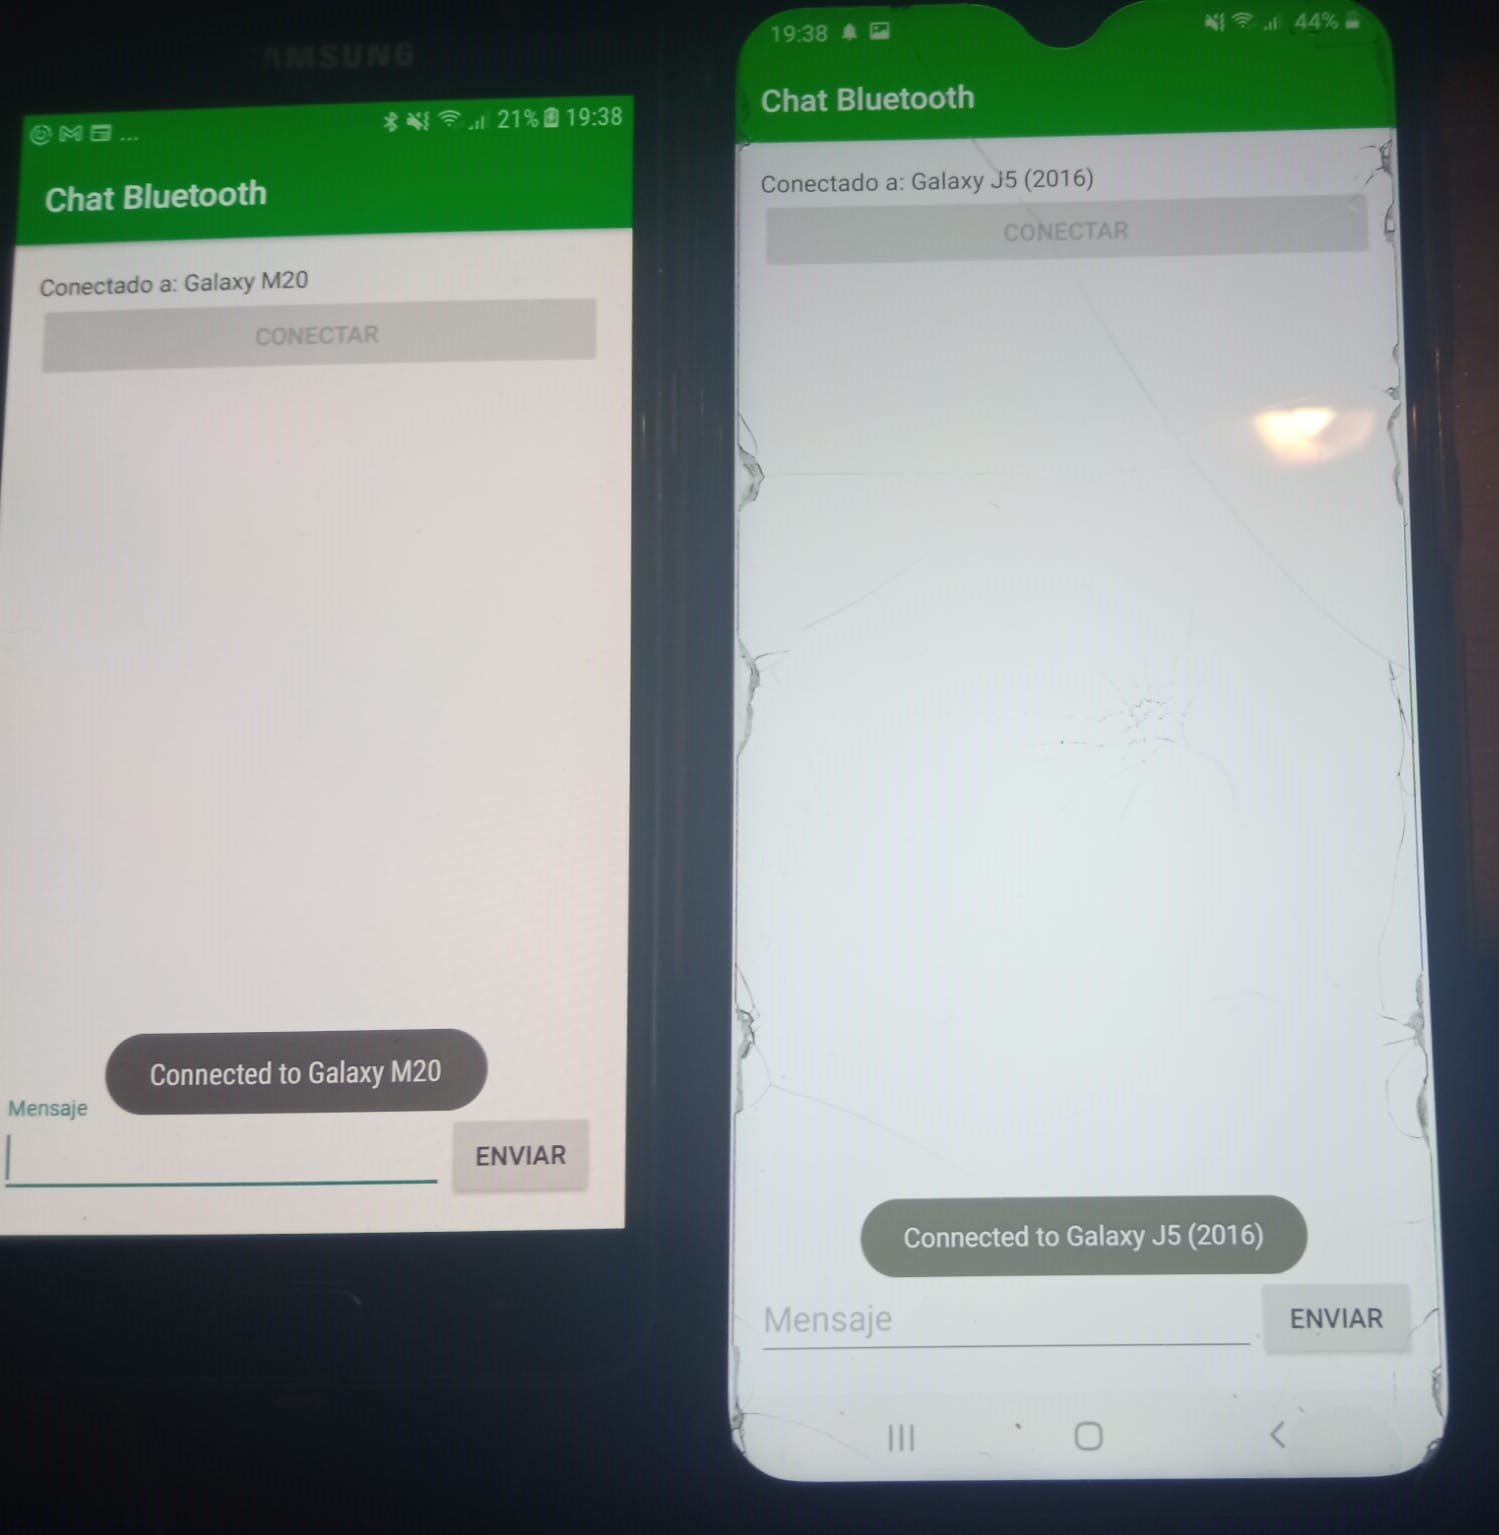 SAMSUNG
21% 19:38
Chat Bluetooth
Conectado a: Galaxy M20
CONECTAR
Connected to Galaxy M20
Mensaje
ENVIAR
19:38 44%
Chat Bluetooth
Conectado a: Galaxy J5 (2016)
CONECTAR
Connected to Galaxy J5 (2016)
Mensaje
ENVIAR